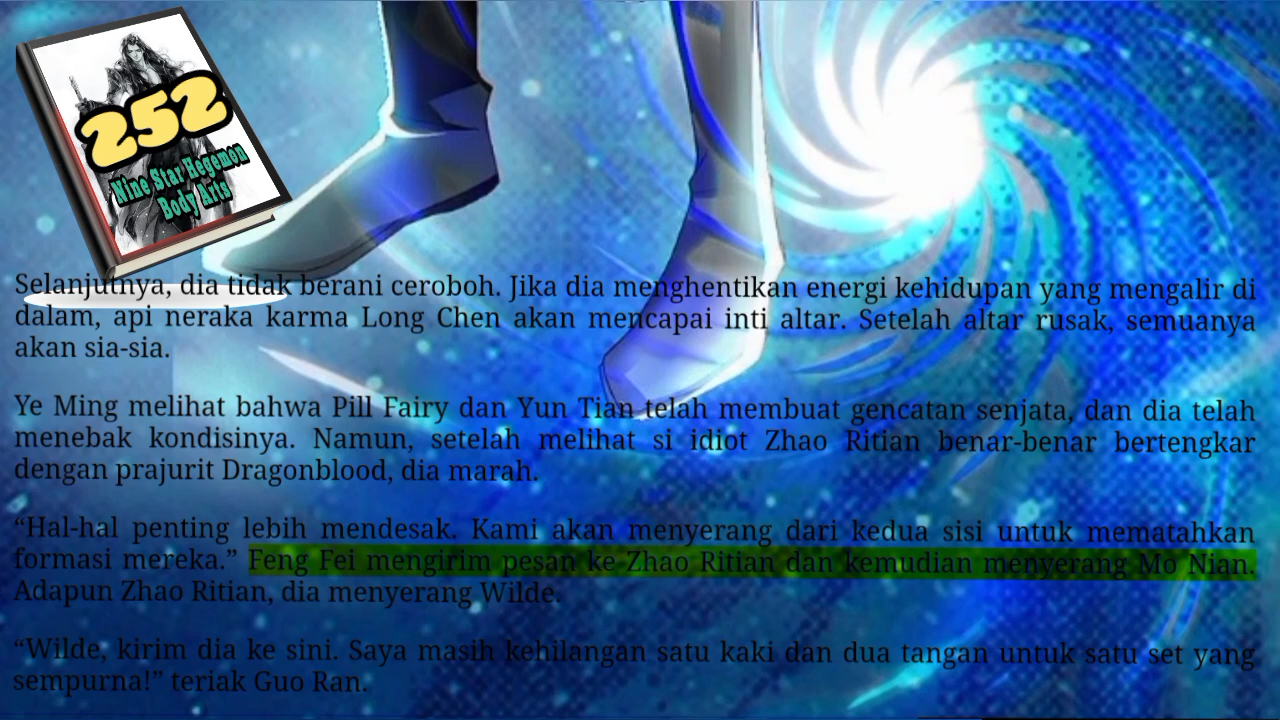 252
Nine Star Hegemon
Body Arts
Selanjutnya, dia tidak berani ceroboh. Jika dia menghentikan energi kehidupan yang mengalir di
dalam, api neraka karma Long Chen akan mencapai inti altar. Setelah altar rusak, semuanya
akan sia-sia.
Ye Ming melihat bahwa Pill Fairy dan Yun Tian telah membuat gencatan senjata, dan dia telah
menebak kondisinya. Namun, setelah melihat si idiot Zhao Ritian benar-benar bertengkar
dengan prajurit Dragonblood, dia marah.
“Hal-hal penting lebih mendesak. Kami akan menyerang dari kedua sisi untuk mematahkan
formasi mereka.” Feng Fei mengirim pesan ke Zhao Ritian dan kemudian menyerang Mo Nian.
Adapun Zhao Ritian, dia menyerang Wilde.
“Wilde, kirim dia ke sini. Saya masih kehilangan satu kaki dan dua tangan untuk satu set yang
sempurna!” teriak Guo Ran.